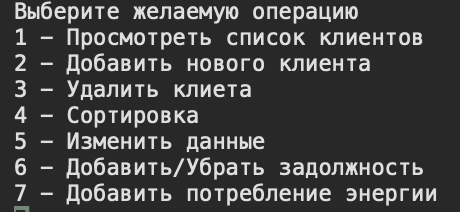 Выберите желаемую операцию
1 – Просмотреть список клиентов
2 – Добавить нового клиента
3 – Удалить клиета
4 – Сортировка
5 – Изменить данные
6 – Добавить/Убрать задолжность
7 – Добавить потребление энергии